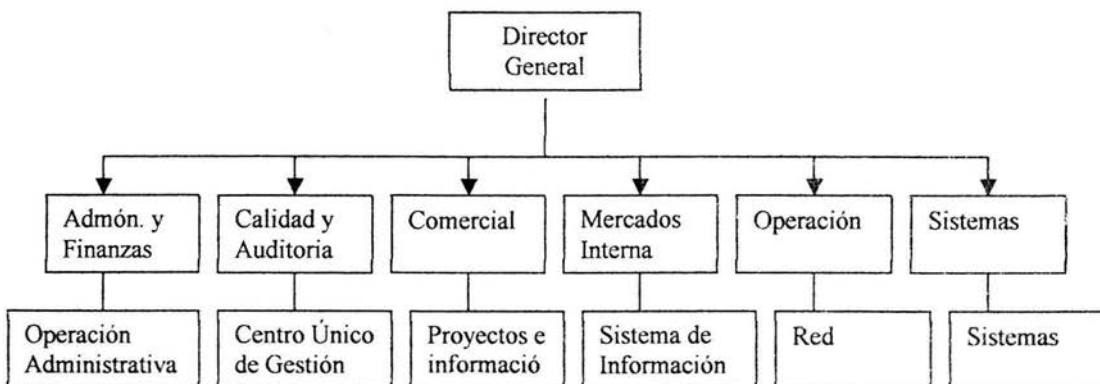 Director
General
Admón. y
Finanzas
Calidad y
Auditoria
Comercial
Mercados
Interna
Operación
Sistemas
Operación
Administrativa
Centro Único
de Gestión
Proyectos e
informació
Sistema de
Información
Red
Sistemas